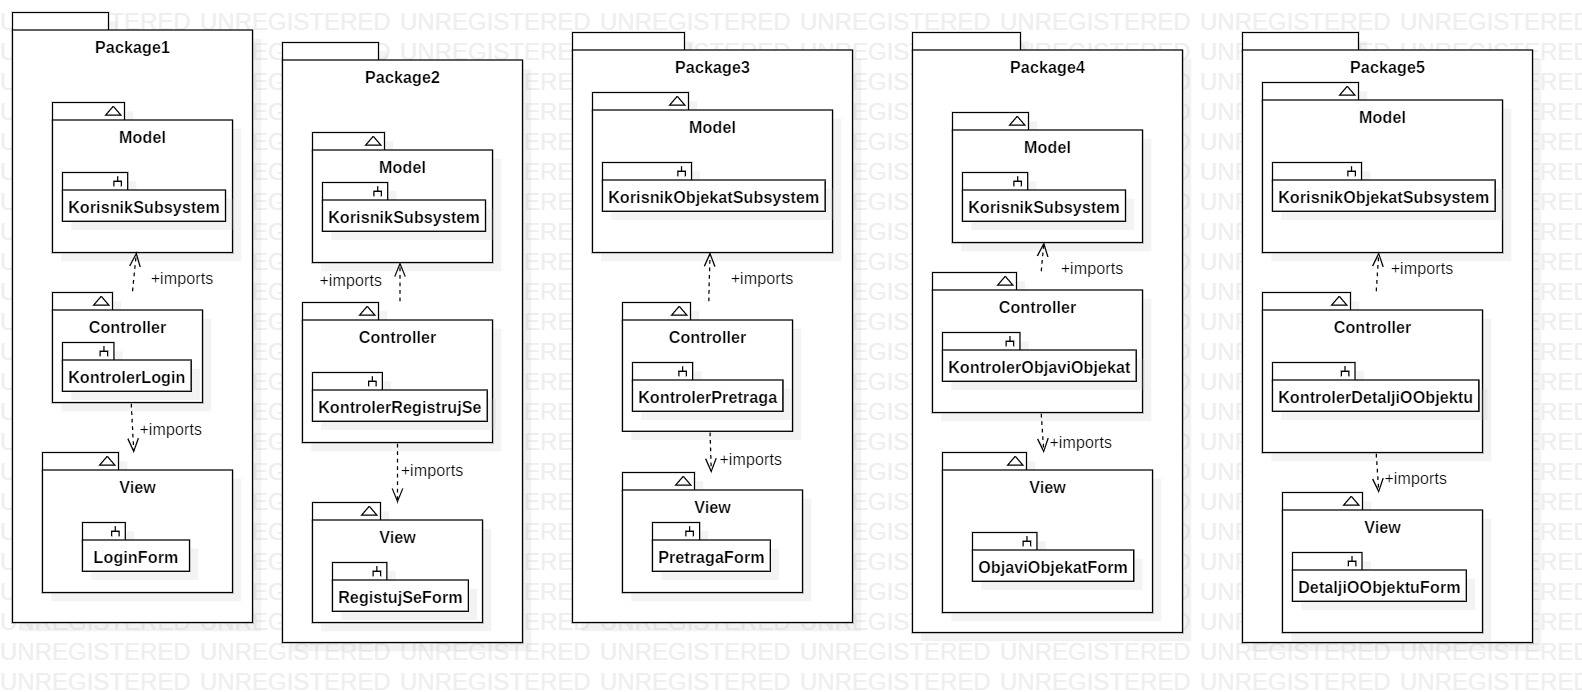 Package1
Model
KorisnikSubsystem
+imports
Controller
KontrolerLogin
+imports
View
LoginForm
Package2
Model
KorisnikSubsystem
+imports
Controller
KontrolerRegistrujSe
+imports
View
RegistujSeForm
Package3
Model
KorisnikObjekatSubsystem
+imports
Controller
KontrolerPretraga
+imports
View
PretragaForm
Package4
Model
KorisnikSubsystem
+imports
Controller
KontrolerObjaviObjekat
+imports
View
ObjaviObjekatForm
Package5
Model
KorisnikObjekatSubsystem
+imports
Controller
KontrolerDetaljiOObjektu
+imports
View
DetaljiOObjektuForm
UNREGISTERED UNREGISTERED UNREGISTERED UNREGISTERED UNREGISTERED UNREGISTERED UNREGISTERED UNREGISTERED